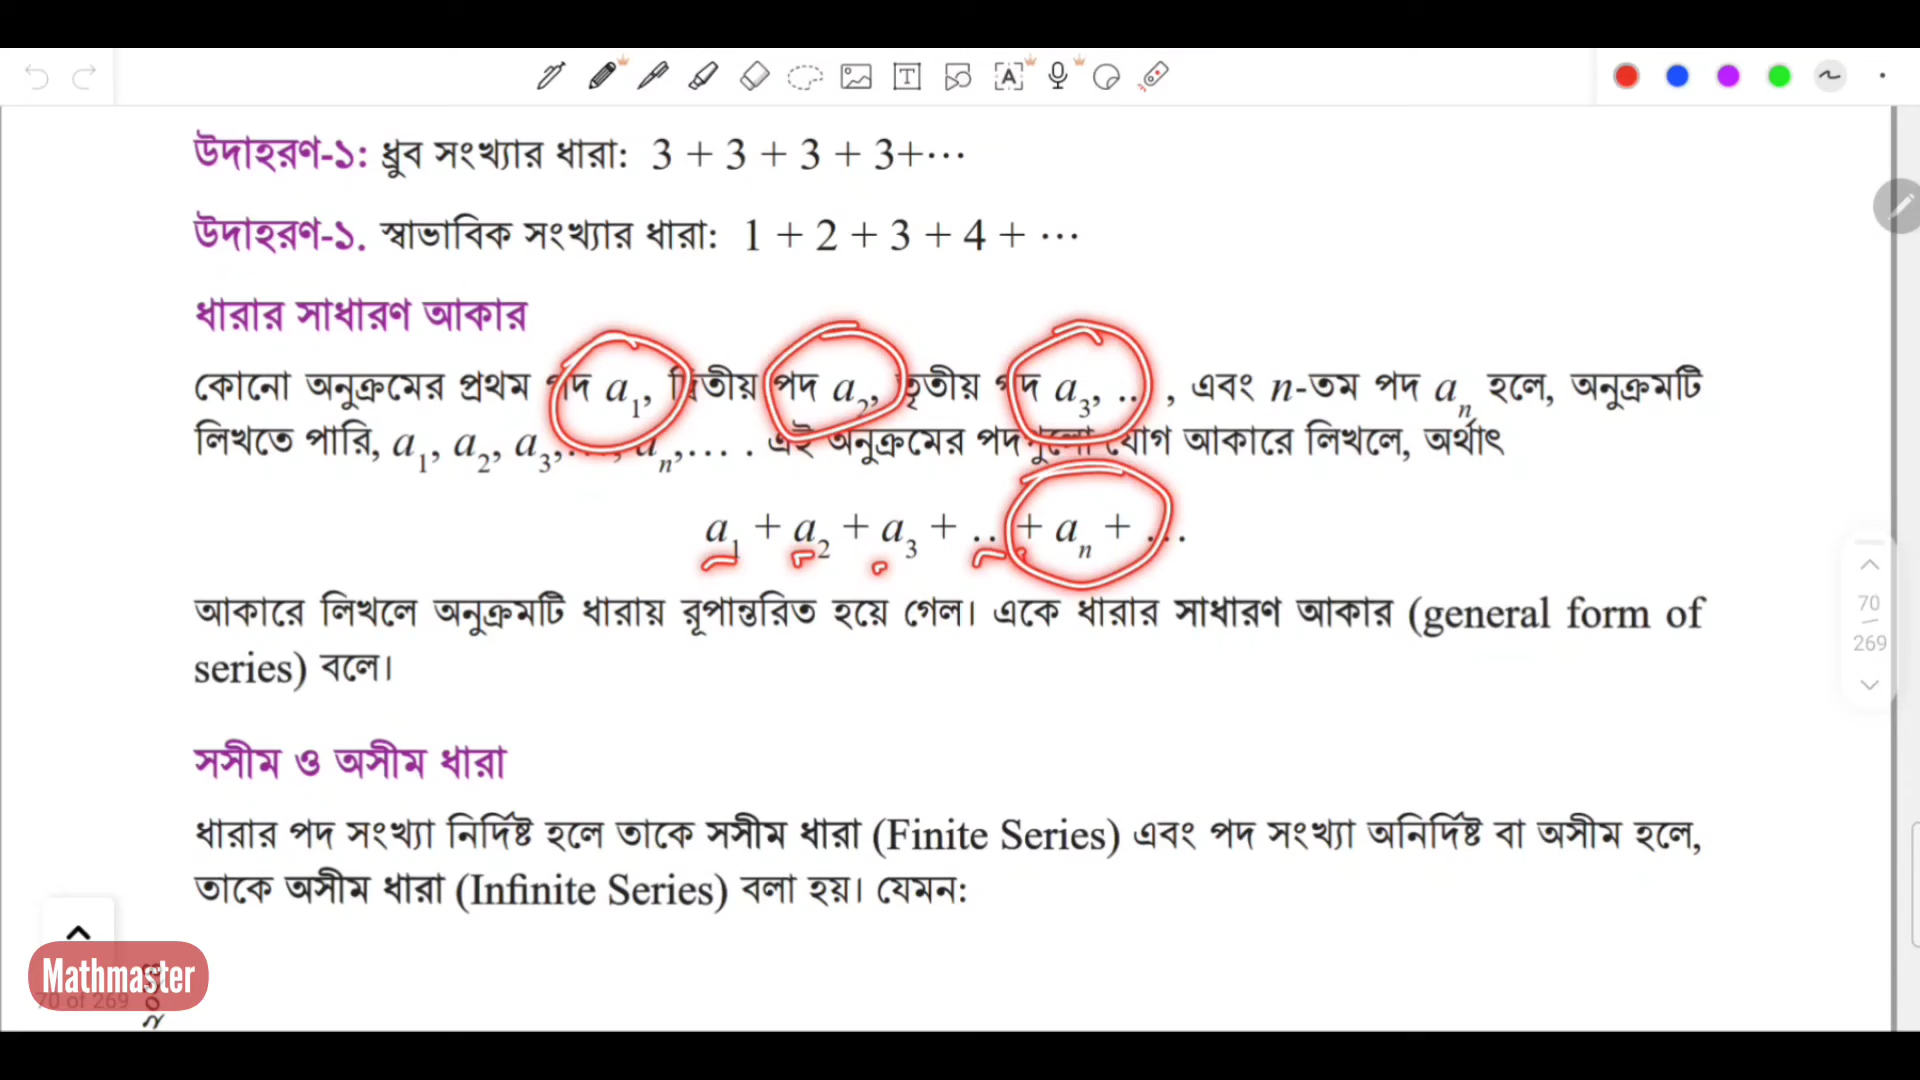 উদাহরণ-১: ধ্রুব সংখ্যার ধারা: 3 + 3 + 3 + 3+⋯
উদাহরণ-১. স্বাভাবিক সংখ্যার ধারা: 1 + 2 + 3 + 4 + ⋯
ধারার সাধারণ আকার
কোনো অনুক্রমের প্রথম পদ a₁, দ্বিতীয় পদ a₂, তৃতীয় পদ a₃, … , এবং n-তম পদ aₙ হলে, অনুক্রমটি
লিখতে পারি, a₁, a₂, a₃,… , aₙ,… . এই অনুক্রমের পদগুলো যোগ আকারে লিখলে, অর্থাৎ
a₁ + a₂ + a₃ + … + aₙ + …
আকারে লিখলে অনুক্রমটি ধারায় রূপান্তরিত হয়ে গেল। একে ধারার সাধারণ আকার (general form of
series) বলে।
সসীম ও অসীম ধারা
ধারার পদ সংখ্যা নির্দিষ্ট হলে তাকে সসীম ধারা (Finite Series) এবং পদ সংখ্যা অনির্দিষ্ট বা অসীম হলে,
তাকে অসীম ধারা (Infinite Series) বলা হয়। যেমন:
70
269
Mathmaster
70 of 269